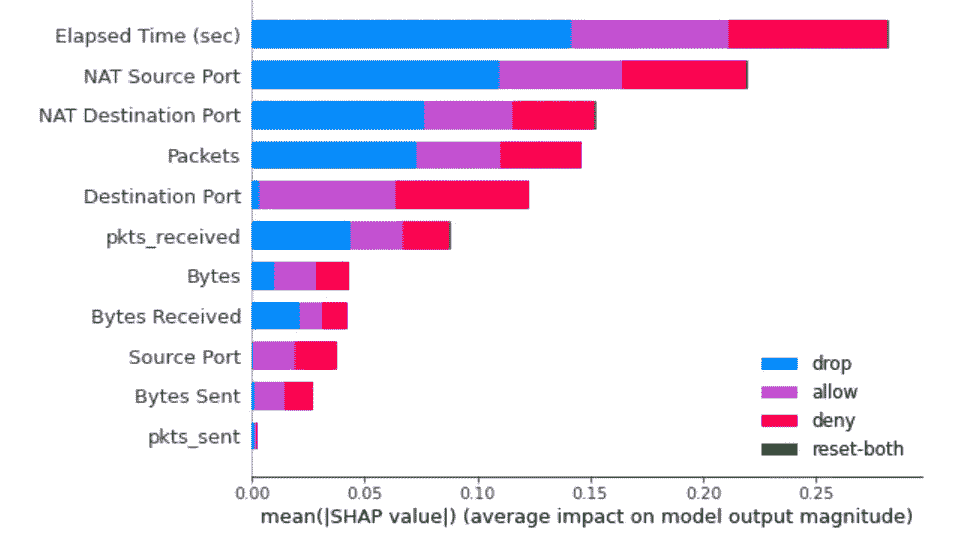 Elapsed Time (sec)
NAT Source Port
NAT Destination Port
Packets
Destination Port
pkts_received
Bytes
Bytes Received
Source Port
Bytes Sent
pkts_sent
drop
allow
deny
reset-both
0.00 0.05 0.10 0.15 0.20 0.25
mean(|SHAP value|) (average impact on model output magnitude)